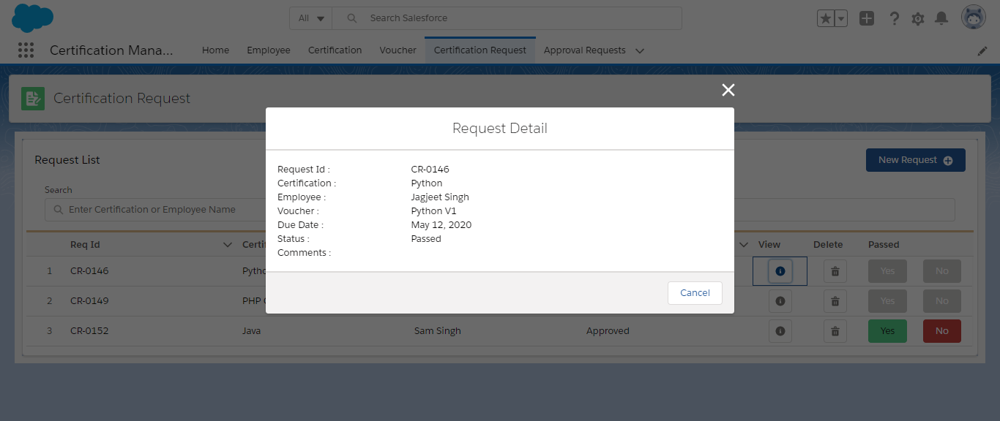 All Search Salesforce
Certification Mana... Home Employee Certification Voucher Certification Request Approval Requests
Certification Request
Request Detail
Request List
New Request
Request Id : CR-0146
Certification : Python
Employee : Jagjeet Singh
Voucher : Python V1
Due Date : May 12, 2020
Status : Passed
Comments :
Cancel
Search
Enter Certification or Employee Name
Req Id View Delete Passed
1 CR-0146 Yes No
2 CR-0149 PHP Yes No
3 CR-0152 Java Sam Singh Approved Yes No